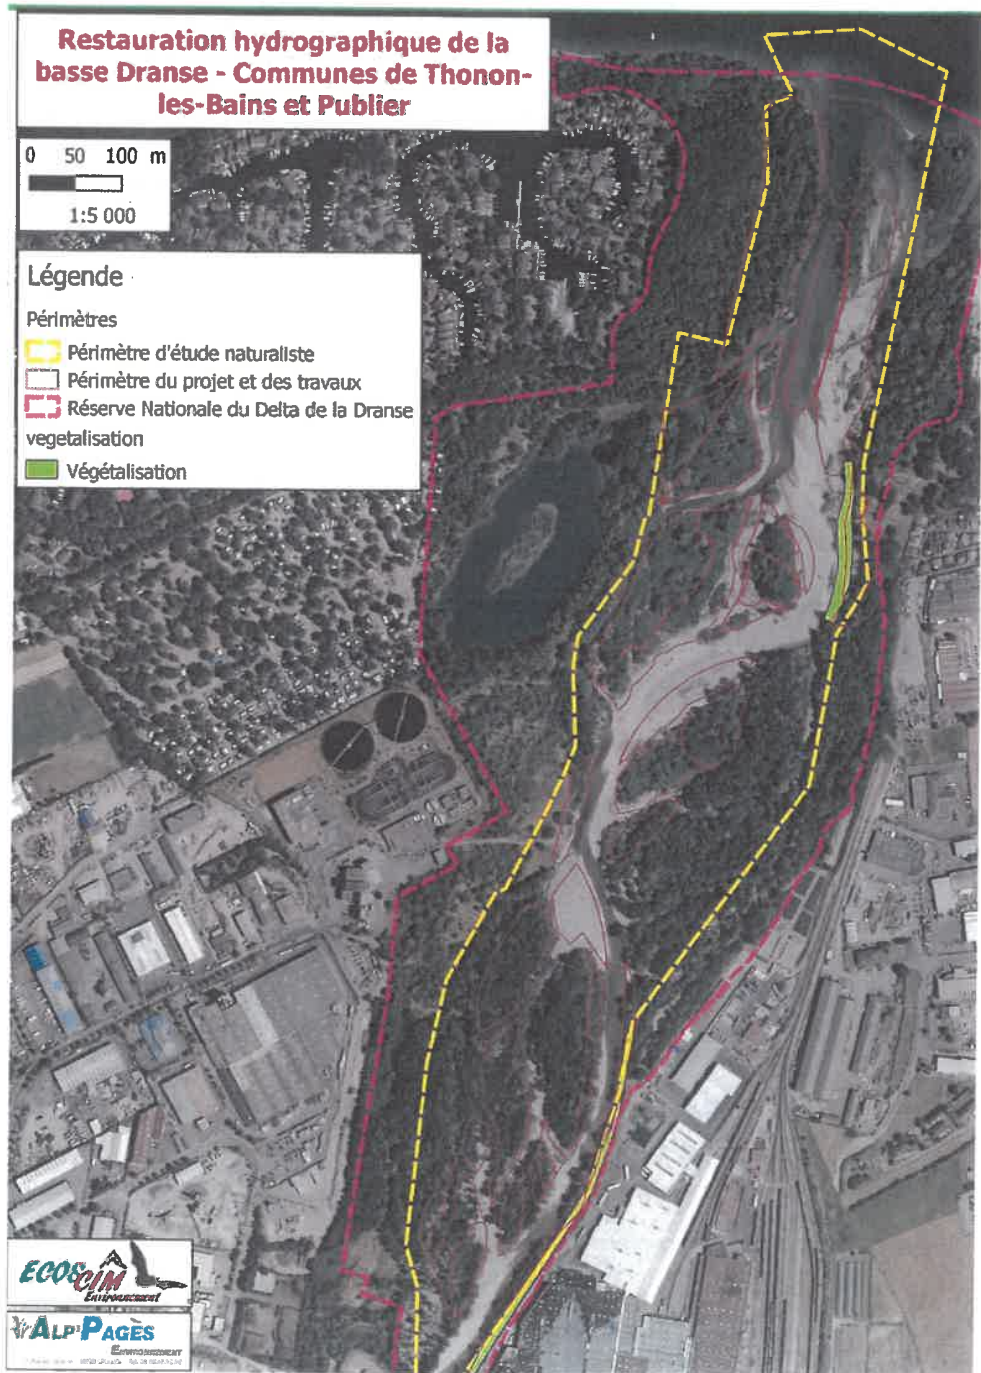 Restauration hydrographique de la
basse Dranse - Communes de Thonon-
les-Bains et Publier
0 50 100 m
1:5 000
Légende
Périmètres
Périmètre d'étude naturaliste
Périmètre du projet et des travaux
Réserve Nationale du Delta de la Dranse
vegetalisation
Végétalisation
ECOS CIM
Environnement
ALP'PAGES
ENVIRONNEMENT